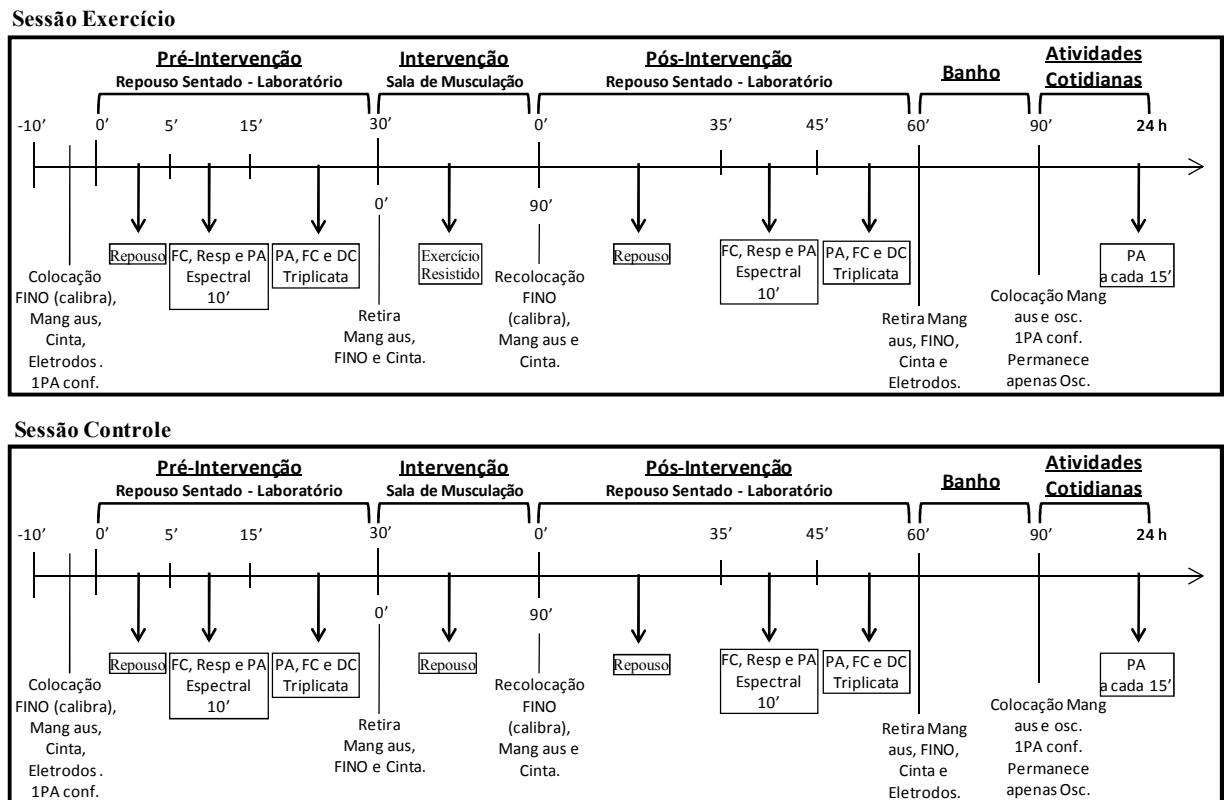 Sessão Exercício
Pré-Intervenção
Repouso Sentado - Laboratório
Intervenção
Sala de Musculação
Pós-Intervenção
Repouso Sentado - Laboratório
Banho
Atividades
Cotidianas
-10’ 0’ 5’ 15’ 30’ 0’ 35’ 45’ 60’ 90’ 24 h
0’ 90’
Colocação
FINO (calibra),
Mang aus,
Cinta,
Eletrodos.
1PA conf.
Repouso
FC, Resp e PA
Espectral
10’
PA, FC e DC
Triplicata
Retira
Mang aus,
FINO e Cinta.
Exercício
Resistido
Recolocação
FINO
(calibra),
Mang aus e
Cinta.
Repouso
FC, Resp e PA
Espectral
10’
PA, FC e DC
Triplicata
Retira Mang
aus, FINO,
Cinta e
Eletrodos.
Colocação Mang
aus e osc.
1PA conf.
Permanece
apenas Osc.
PA
a cada 15’
Sessão Controle
Pré-Intervenção
Repouso Sentado - Laboratório
Intervenção
Sala de Musculação
Pós-Intervenção
Repouso Sentado - Laboratório
Banho
Atividades
Cotidianas
-10’ 0’ 5’ 15’ 30’ 0’ 35’ 45’ 60’ 90’ 24 h
0’ 90’
Colocação
FINO (calibra),
Mang aus,
Cinta,
Eletrodos.
1PA conf.
Repouso
FC, Resp e PA
Espectral
10’
PA, FC e DC
Triplicata
Retira
Mang aus,
FINO e Cinta.
Repouso
Recolocação
FINO
(calibra),
Mang aus e
Cinta.
Repouso
FC, Resp e PA
Espectral
10’
PA, FC e DC
Triplicata
Retira Mang
aus, FINO,
Cinta e
Eletrodos.
Colocação Mang
aus e osc.
1PA conf.
Permanece
apenas Osc.
PA
a cada 15’